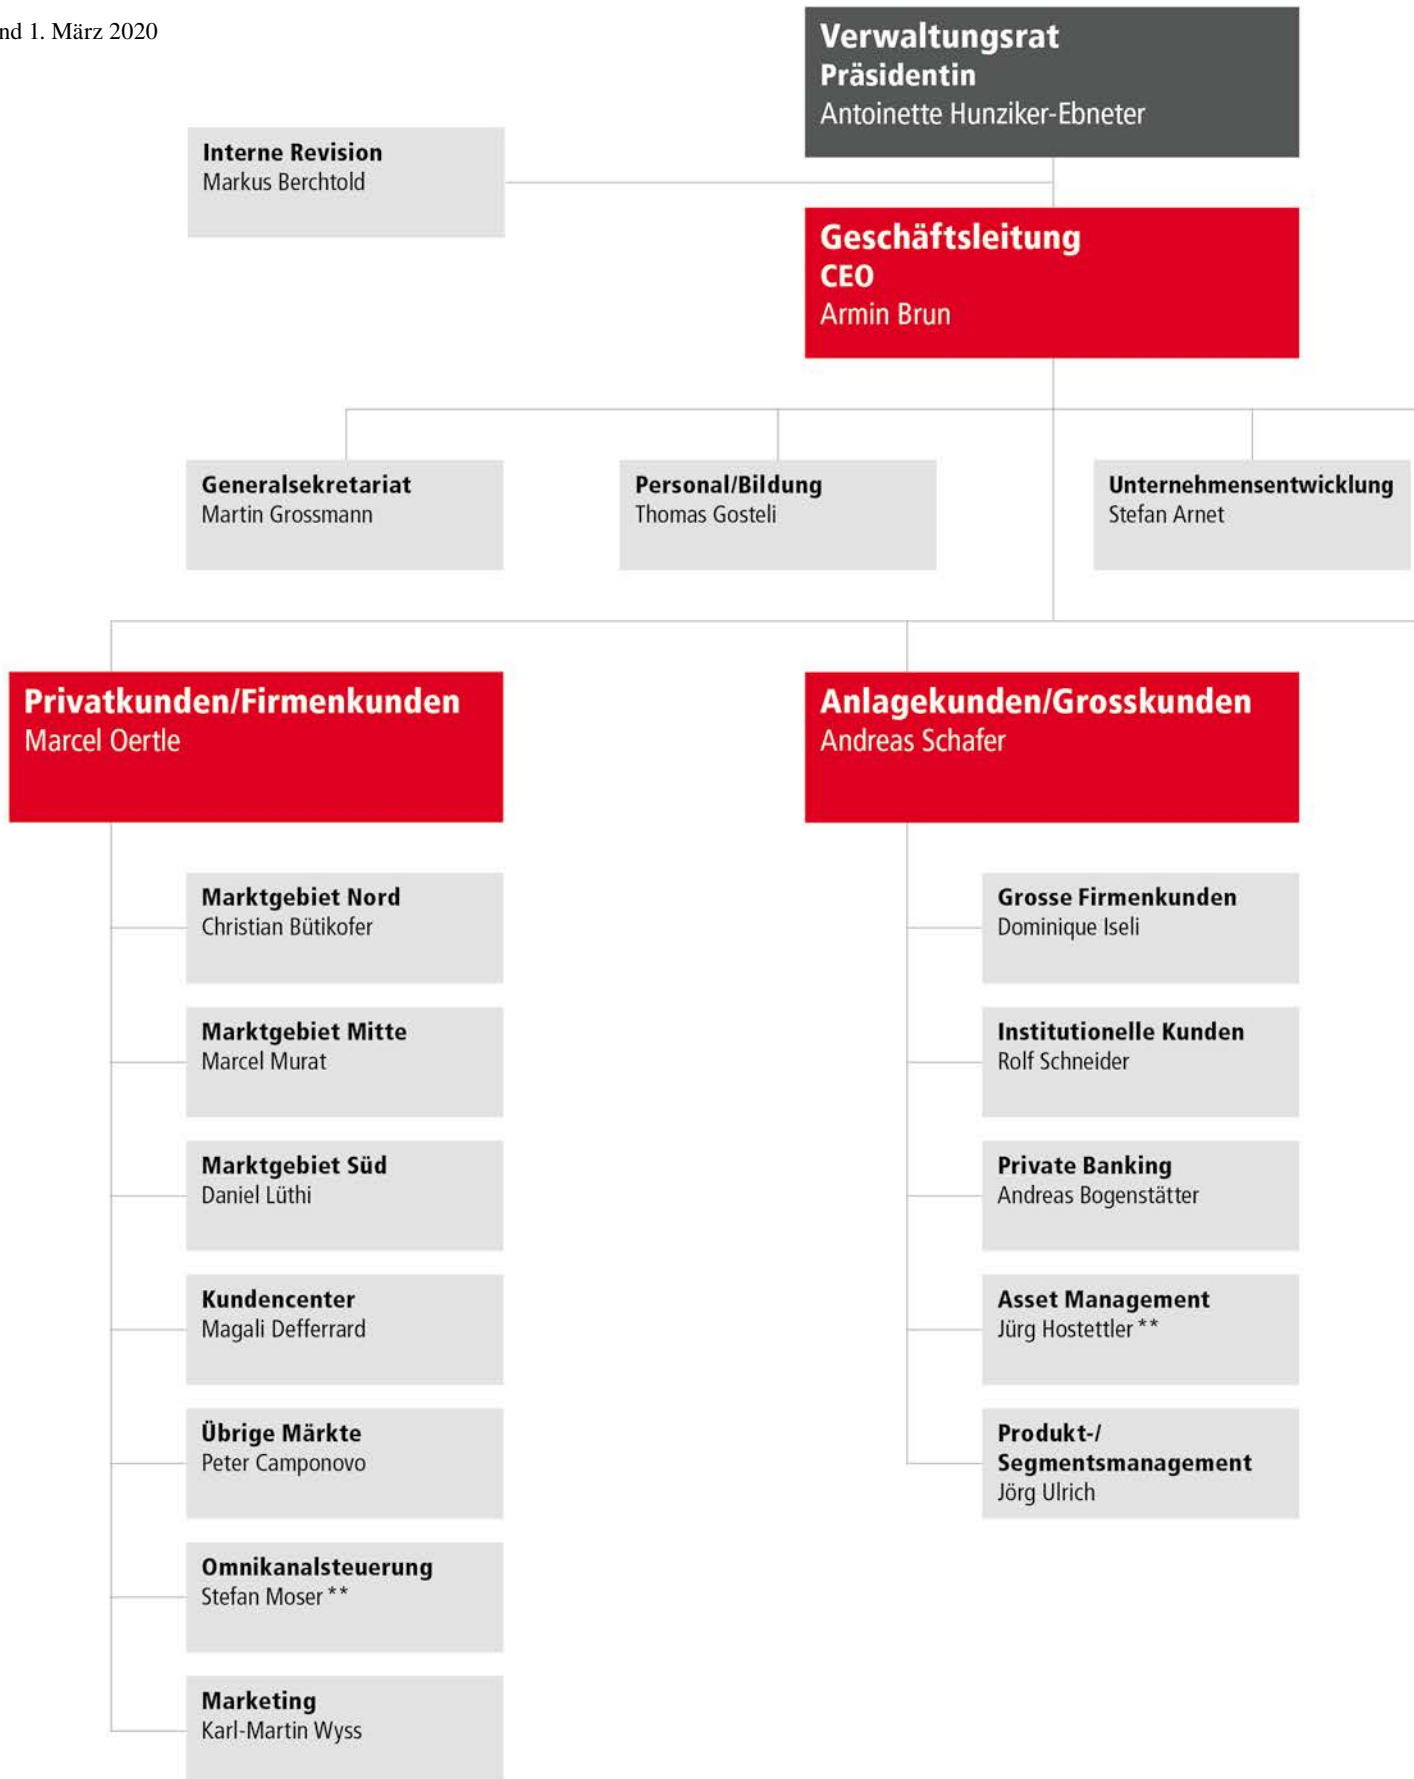 nd 1. März 2020
Verwaltungsrat
Präsidentin
Antoinette Hunziker-Ebneter
Interne Revision
Markus Berchtold
Geschäftsleitung
CEO
Armin Brun
Generalsekretariat
Martin Grossmann
Personal/Bildung
Thomas Gosteli
Unternehmensentwicklung
Stefan Arnet
Privatkunden/Firmenkunden
Marcel Oertle
Marktgebiet Nord
Christian Bütikofer
Marktgebiet Mitte
Marcel Murat
Marktgebiet Süd
Daniel Lüthi
Kundencenter
Magali Defferrard
Übrige Märkte
Peter Camponovo
Omnikanalsteuerung
Stefan Moser **
Marketing
Karl-Martin Wyss
Anlagekunden/Grosskunden
Andreas Schafer
Grosse Firmenkunden
Dominique Iseli
Institutionelle Kunden
Rolf Schneider
Private Banking
Andreas Bogenstätter
Asset Management
Jürg Hostettler **
Produkt-/
Segmentsmanagement
Jörg Ulrich